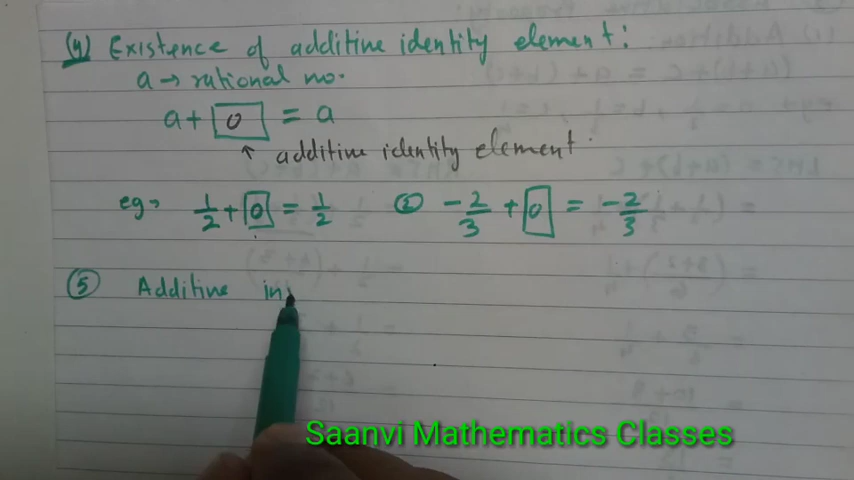 (4) Existence of additive identity element:
a → rational no.
a + 0 = a
↑ additive identity element.
eg → 1/2 + 0 = 1/2 ② -2/3 + 0 = -2/3
⑤ Additive in
Saanvi Mathematics Classes